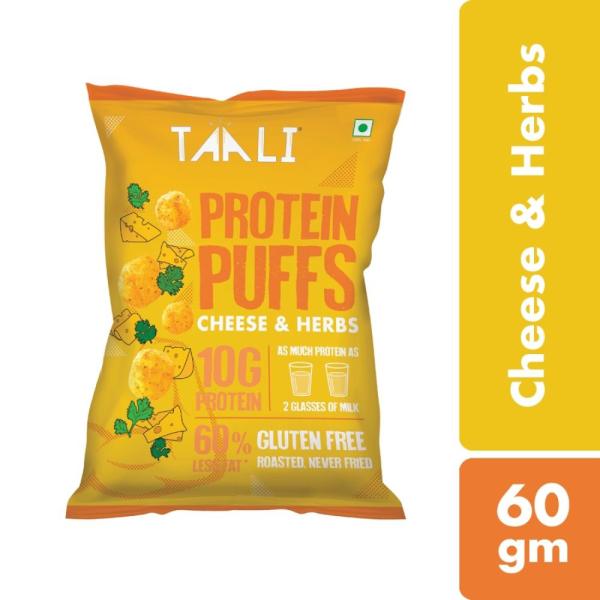 TAALI
PROTEIN
PUFFS
CHEESE & HERBS
10G
PROTEIN
AS MUCH PROTEIN AS
2 GLASSES OF MILK
60%
LESS FAT*
GLUTEN FREE
ROASTED, NEVER FRIED
Cheese & Herbs
60
gm